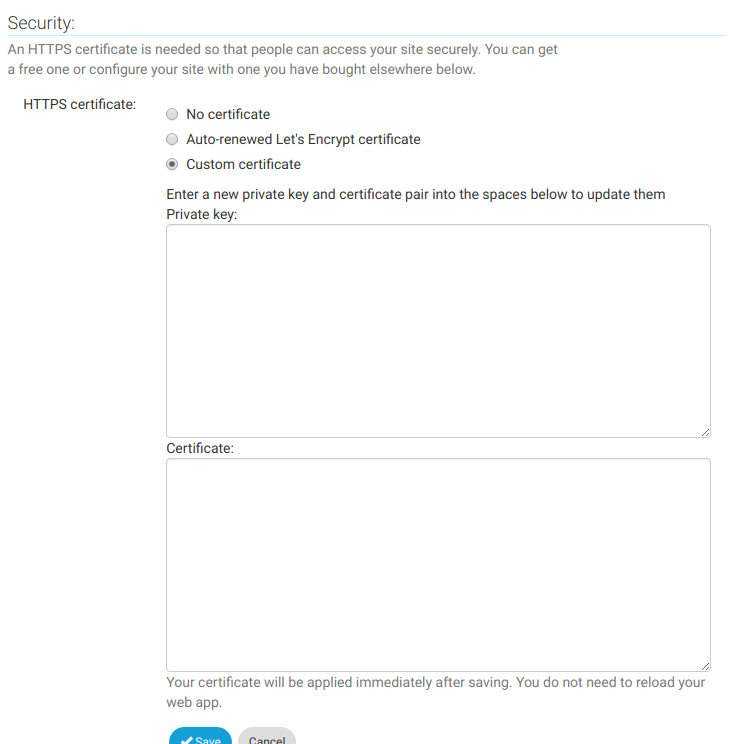 Security:
An HTTPS certificate is needed so that people can access your site securely. You can get
a free one or configure your site with one you have bought elsewhere below.
HTTPS certificate:
No certificate
Auto-renewed Let's Encrypt certificate
Custom certificate
Enter a new private key and certificate pair into the spaces below to update them
Private key:
Certificate:
Your certificate will be applied immediately after saving. You do not need to reload your
web app.
Save Cancel